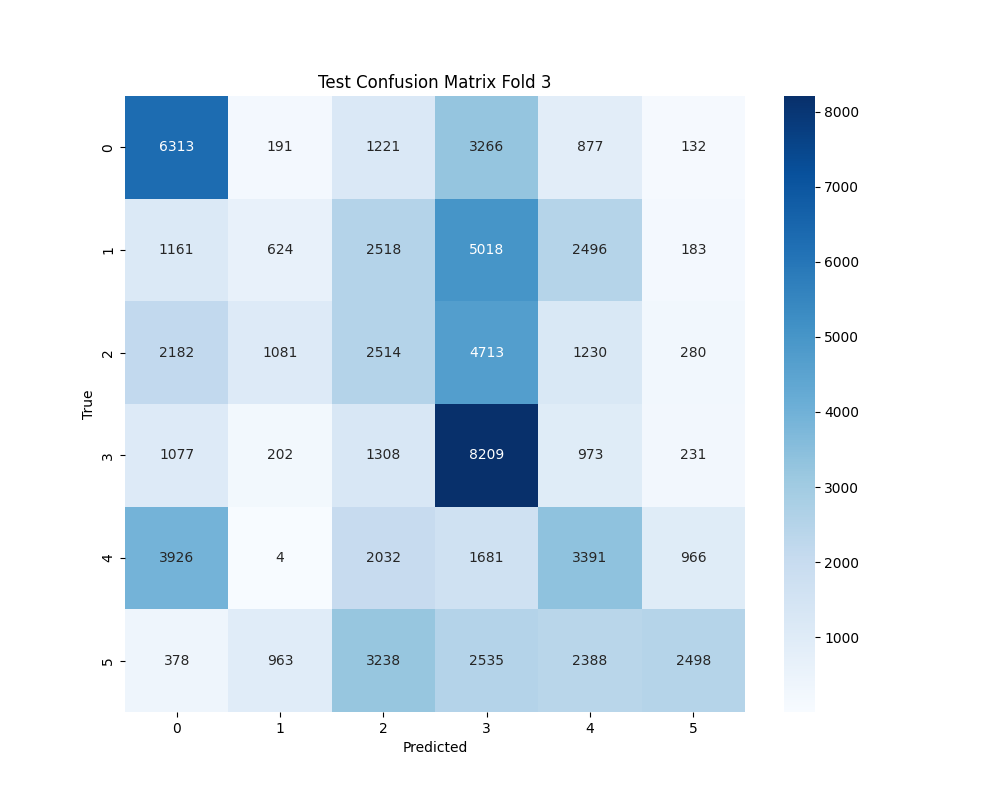 Test Confusion Matrix Fold 3
0 6313 191 1221 3266 877 132
1 1161 624 2518 5018 2496 183
2 2182 1081 2514 4713 1230 280
3 1077 202 1308 8209 973 231
4 3926 4 2032 1681 3391 966
5 378 963 3238 2535 2388 2498
0 1 2 3 4 5
Predicted
True
8000
7000
6000
5000
4000
3000
2000
1000